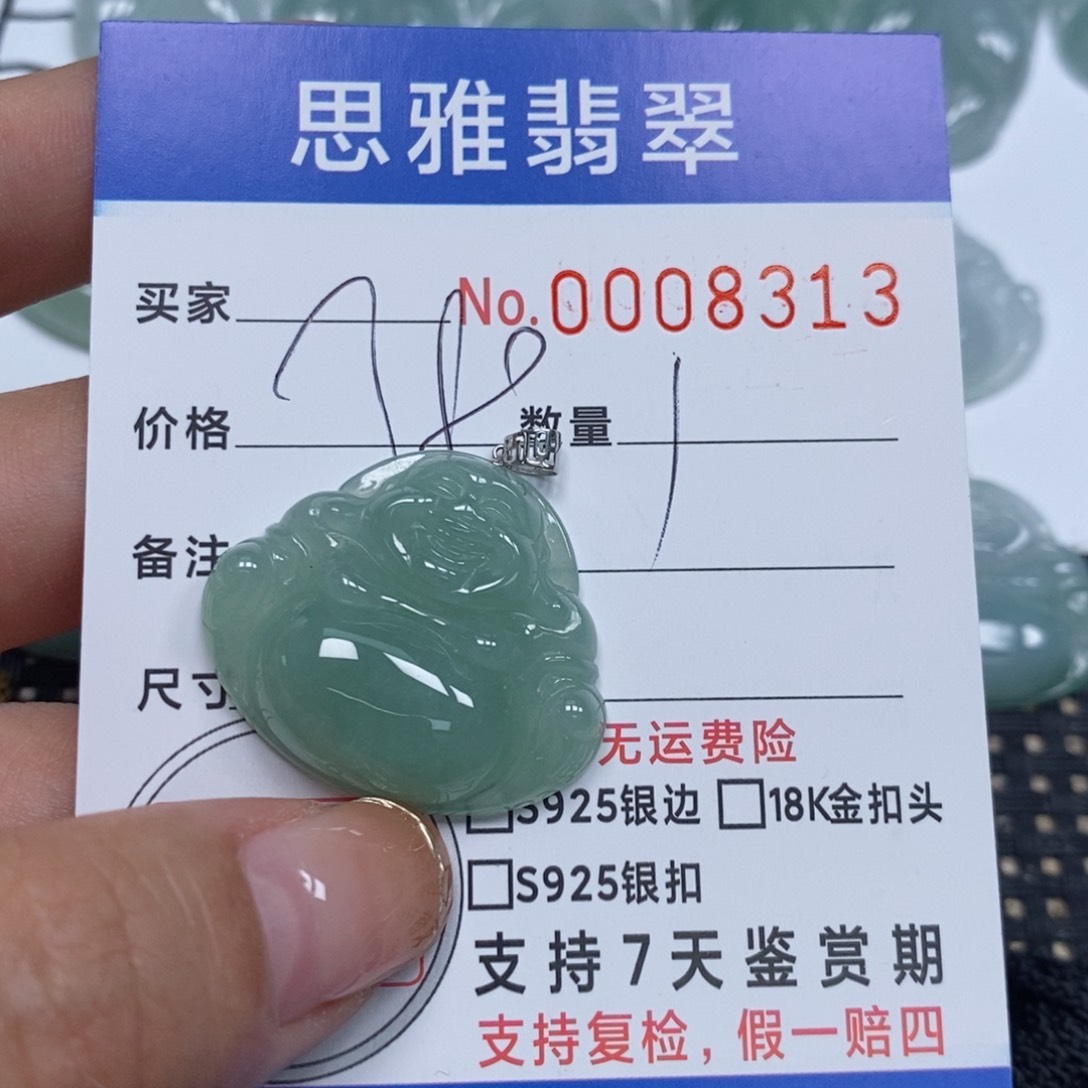 思雅翡翠
买家 No.0008313
价格 数量 1
备注
尺寸
无运费险
S925银边 18K金扣头
S925银扣
支持7天鉴赏期
支持复检，假一赔四